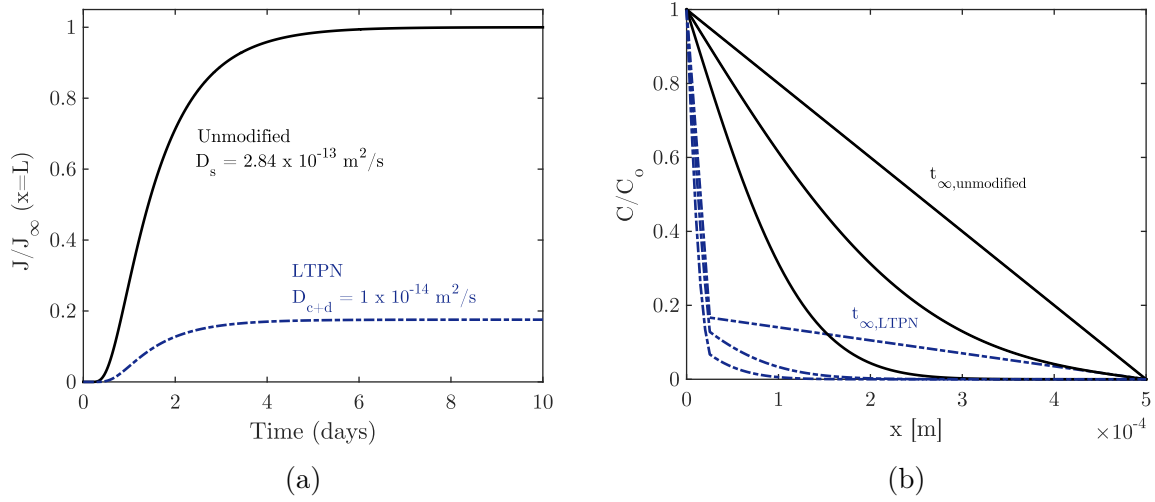 1
0.8
0.6
0.4
0.2
0
0
2
4
6
8
10
J/J∞ (x=L)
Time (days)
Unmodified
Ds = 2.84 x 10-13 m2/s
LTPN
Dc+d = 1 x 10-14 m2/s
(a)
1
0.8
0.6
0.4
0.2
0
0
1
2
3
4
5
C/Co
x [m]
×10-4
t∞,unmodified
t∞,LTPN
(b)